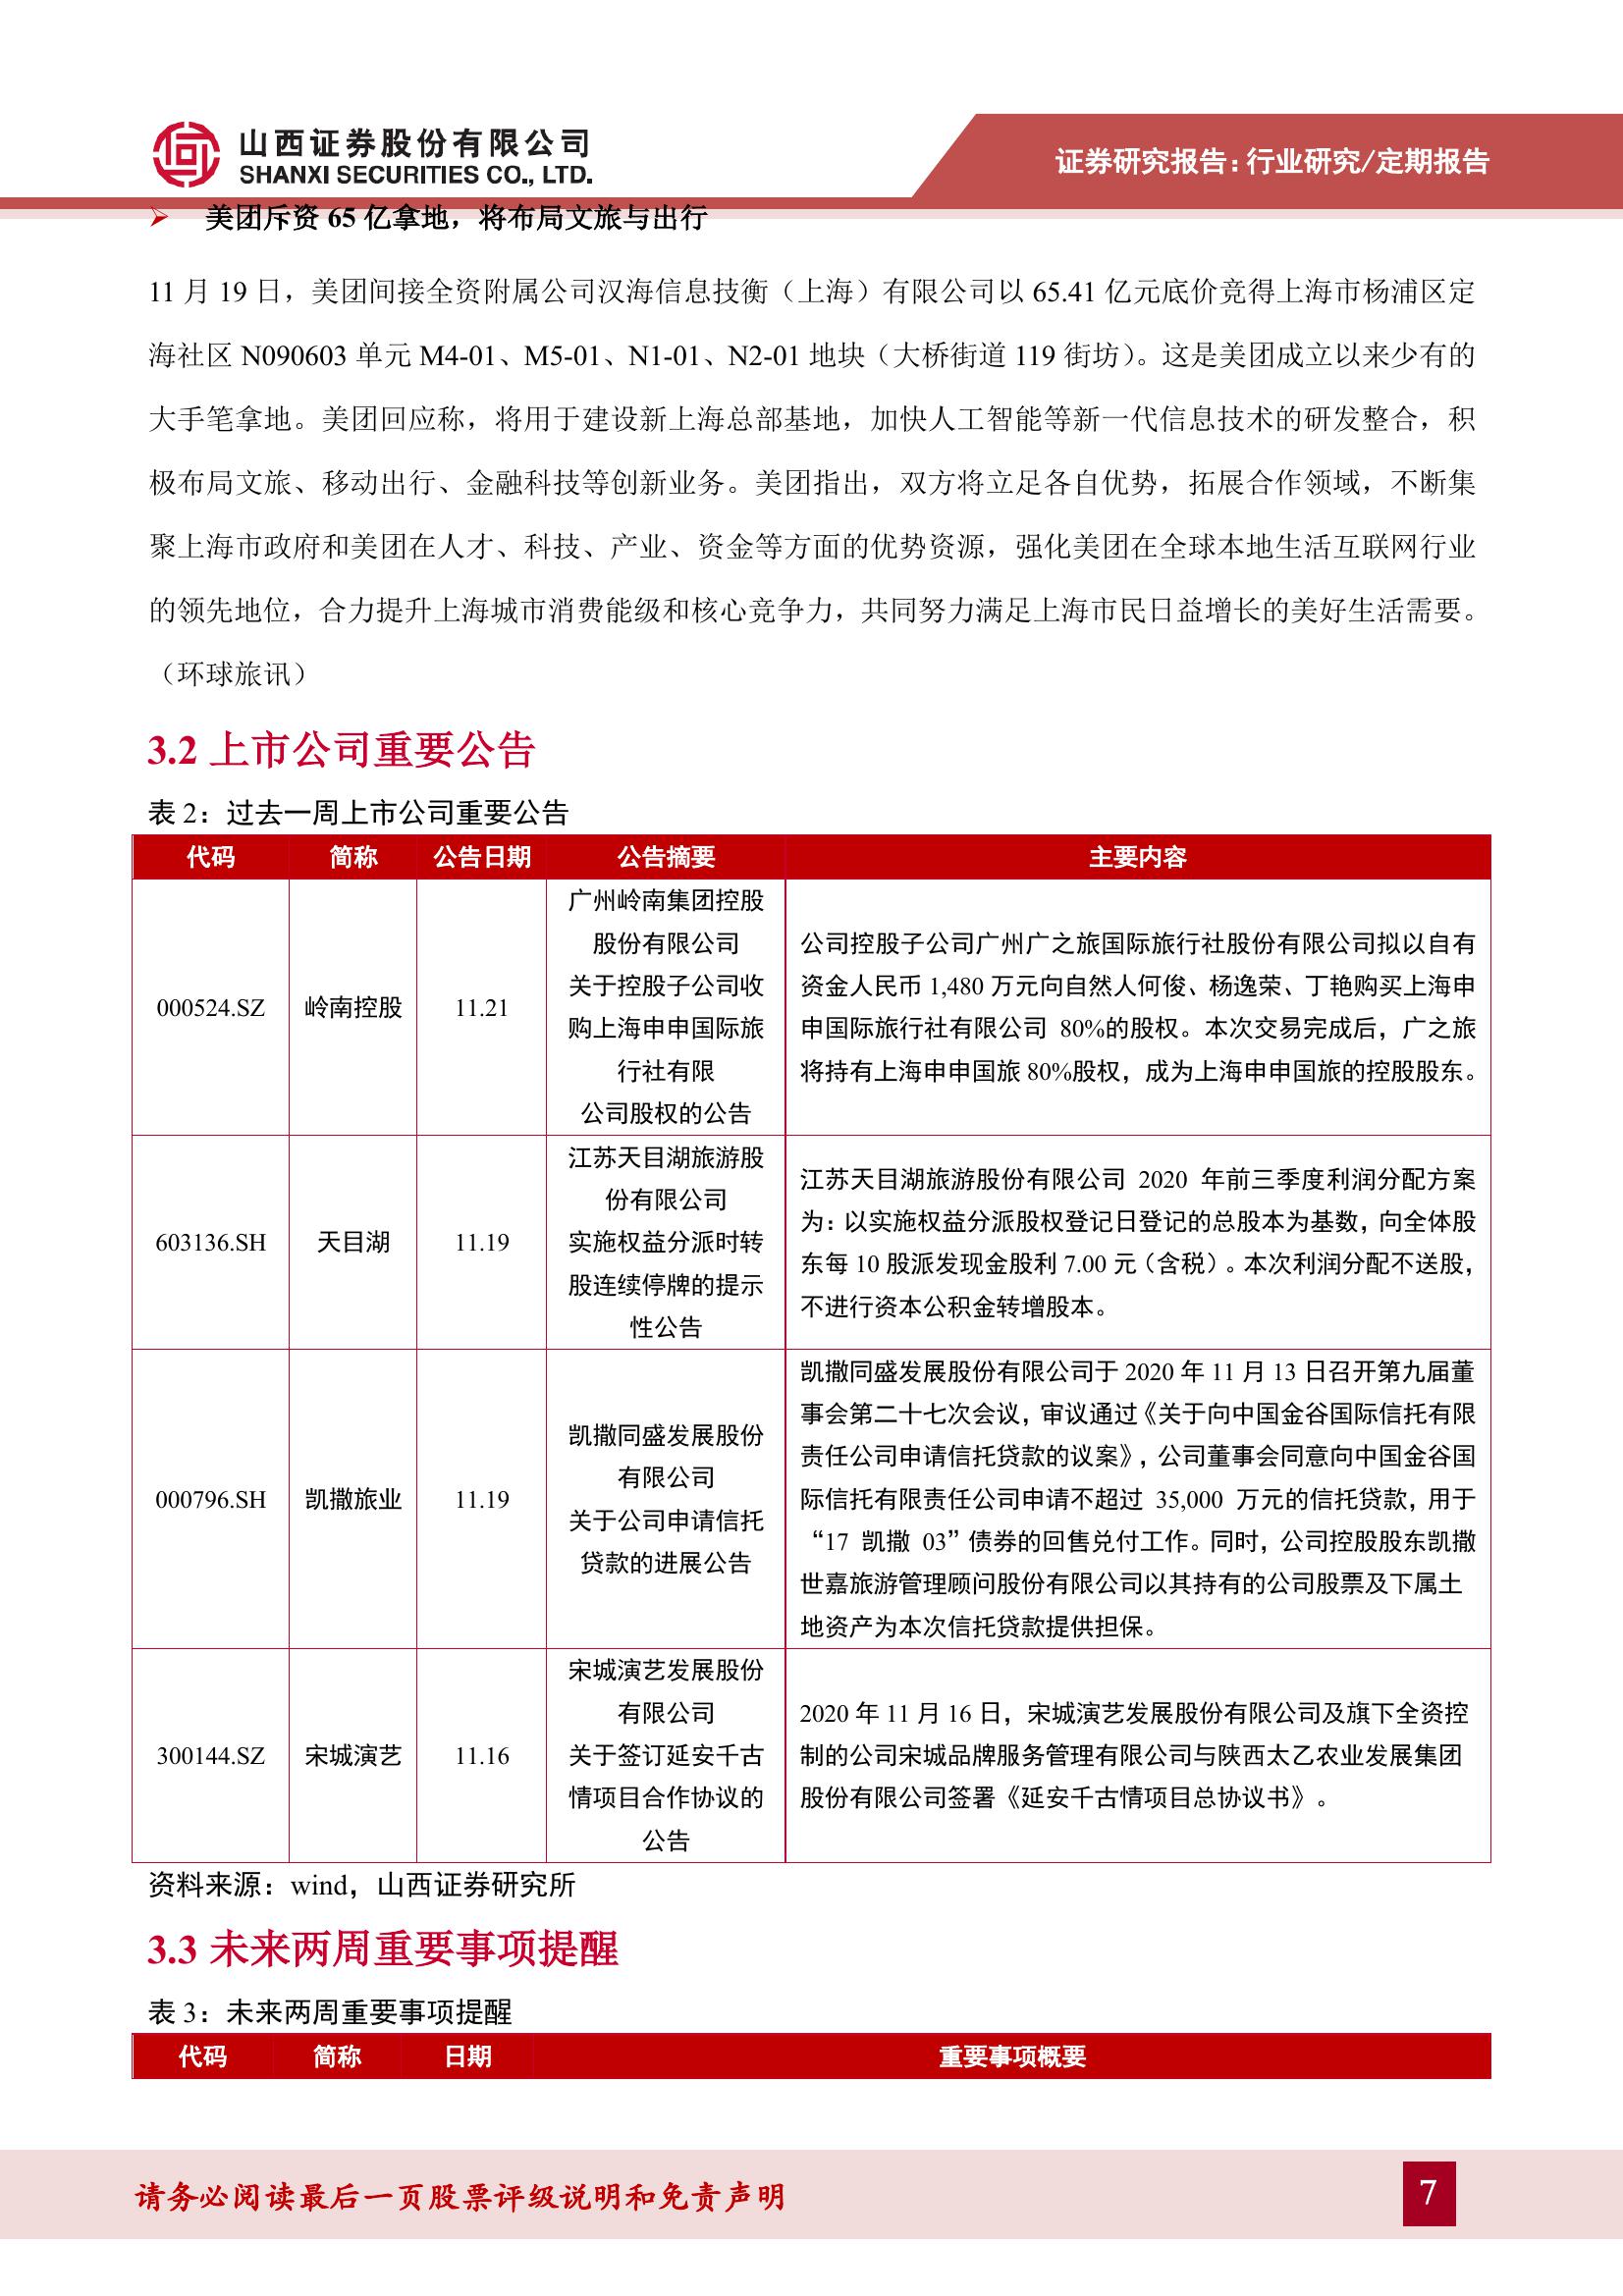 山西证券股份有限公司
SHANXI SECURITIES CO., LTD.
证券研究报告：行业研究/定期报告
➢ 美团斥资 65 亿拿地，将布局文旅与出行
11 月 19 日，美团间接全资附属公司汉海信息技衡（上海）有限公司以 65.41 亿元底价竞得上海市杨浦区定
海社区 N090603 单元 M4-01、M5-01、N1-01、N2-01 地块（大桥街道 119 街坊）。这是美团成立以来少有的
大手笔拿地。美团回应称，将用于建设新上海总部基地，加快人工智能等新一代信息技术的研发整合，积
极布局文旅、移动出行、金融科技等创新业务。美团指出，双方将立足各自优势，拓展合作领域，不断集
聚上海市政府和美团在人才、科技、产业、资金等方面的优势资源，强化美团在全球本地生活互联网行业
的领先地位，合力提升上海城市消费能级和核心竞争力，共同努力满足上海市民日益增长的美好生活需要。
（环球旅讯）
3.2 上市公司重要公告
表 2：过去一周上市公司重要公告
代码 简称 公告日期 公告摘要 主要内容
000524.SZ 岭南控股 11.21
广州岭南集团控股
股份有限公司
关于控股子公司收
购上海申申国际旅
行社有限
公司股权的公告
公司控股子公司广州广之旅国际旅行社股份有限公司拟以自有
资金人民币 1,480 万元向自然人何俊、杨逸荣、丁艳购买上海申
申国际旅行社有限公司 80%的股权。本次交易完成后，广之旅
将持有上海申申国旅 80%股权，成为上海申申国旅的控股股东。
603136.SH 天目湖 11.19
江苏天目湖旅游股
份有限公司
实施权益分派时转
股连续停牌的提示
性公告
江苏天目湖旅游股份有限公司 2020 年前三季度利润分配方案
为：以实施权益分派股权登记日登记的总股本为基数，向全体股
东每 10 股派发现金股利 7.00 元（含税）。本次利润分配不送股，
不进行资本公积金转增股本。
000796.SH 凯撒旅业 11.19
凯撒同盛发展股份
有限公司
关于公司申请信托
贷款的进展公告
凯撒同盛发展股份有限公司于 2020 年 11 月 13 日召开第九届董
事会第二十七次会议，审议通过《关于向中国金谷国际信托有限
责任公司申请信托贷款的议案》，公司董事会同意向中国金谷国
际信托有限责任公司申请不超过 35,000 万元的信托贷款，用于
“17 凯撒 03”债券的回售兑付工作。同时，公司控股股东凯撒
世嘉旅游管理顾问股份有限公司以其持有的公司股票及下属土
地资产为本次信托贷款提供担保。
300144.SZ 宋城演艺 11.16
宋城演艺发展股份
有限公司
关于签订延安千古
情项目合作协议的
公告
2020 年 11 月 16 日，宋城演艺发展股份有限公司及旗下全资控
制的公司宋城品牌服务管理有限公司与陕西太乙农业发展集团
股份有限公司签署《延安千古情项目总协议书》。
资料来源：wind，山西证券研究所
3.3 未来两周重要事项提醒
表 3：未来两周重要事项提醒
代码 简称 日期 重要事项概要
请务必阅读最后一页股票评级说明和免责声明
7